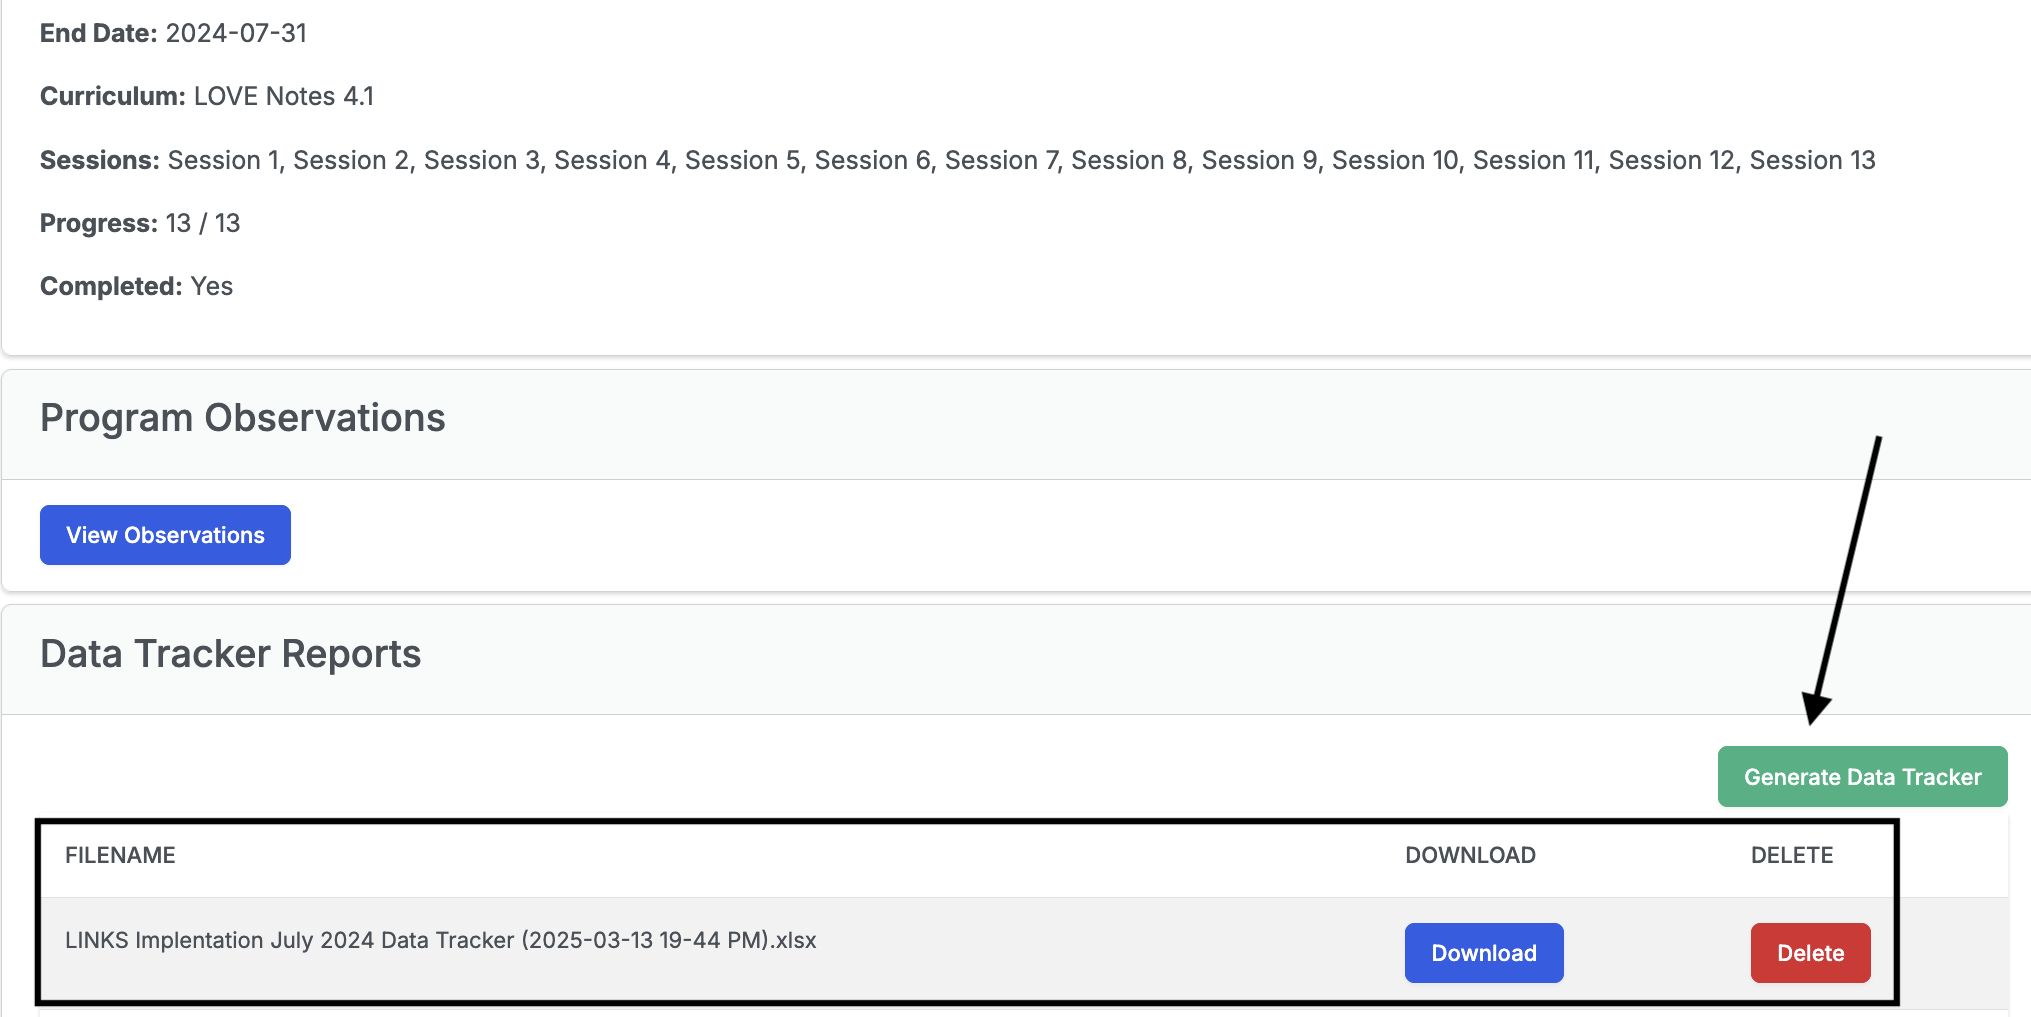 End Date: 2024-07-31
Curriculum: LOVE Notes 4.1
Sessions: Session 1, Session 2, Session 3, Session 4, Session 5, Session 6, Session 7, Session 8, Session 9, Session 10, Session 11, Session 12, Session 13
Progress: 13 / 13
Completed: Yes
Program Observations
View Observations
Data Tracker Reports
Generate Data Tracker
FILENAME DOWNLOAD DELETE
LINKS Implentation July 2024 Data Tracker (2025-03-13 19-44 PM).xlsx Download Delete